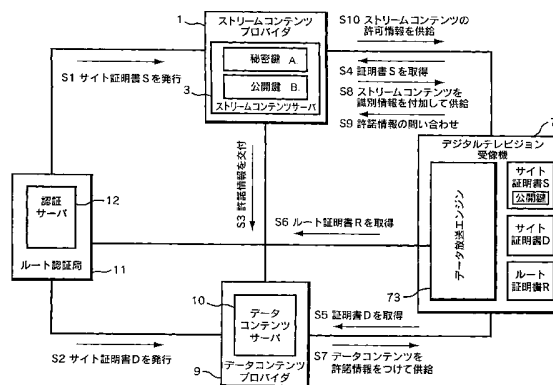 1
ストリームコンテンツ
プロバイダ
秘密鍵 A.
公開鍵 B.
3
ストリームコンテンツサーバ
S10 ストリームコンテンツの
許可情報を供給
S1 サイト証明書Sを発行
S4 証明書Sを取得
S8 ストリームコンテンツを
識別情報を付加して供給
S9 許諾情報の問い合わせ
7
デジタルテレビジョン
受像機
サイト
証明書S
公開鍵
データ放送エンジン
サイト
証明書D
ルート
証明書R
73
S3 許諾情報を交付
認証
サーバ
12
ルート認証局
11
S6 ルート証明書Rを取得
10
データ
コンテンツ
サーバ
データコンテンツ
プロバイダ
9
S5 証明書Dを取得
S2 サイト証明書Dを発行
S7 データコンテンツを
許諾情報をつけて供給